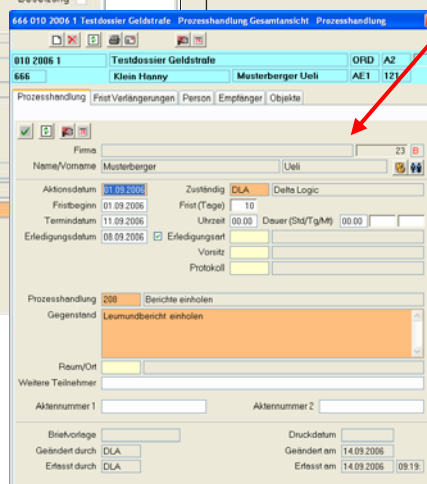 Besetzung
666 010 2006 1 Testdossier Geldstrafe Prozesshandlung Gesamtansicht Prozesshandlung
010 2006 1 Testdossier Geldstrafe ORD A2
666 Klein Hanny Musterberger Ueli AE1 121
Prozesshandlung Frist Verlängerungen Person Empfänger Objekte
Firma 23 B
Name/Vorname Musterberger Ueli
Aktionsdatum 01.09.2006 Zuständig DLA Delta Logic
Fristbeginn 01.09.2006 Frist (Tage) 10
Termindatum 11.09.2006 Uhrzeit 00.00 Dauer (Std/Tg/Mt) 00.00
Erledigungsdatum 08.09.2006 Erledigungsart
Vorsitz
Protokoll
Prozesshandlung 208 Berichte einholen
Gegenstand Leumundbericht einholen
Raum/Ort
Weitere Teilnehmer
Aktennummer 1 Aktennummer 2
Briefvorlage Druckdatum
Geändert durch DLA Geändert am 14.09.2006
Erfasst durch DLA Erfasst am 14.09.2006 09:19: